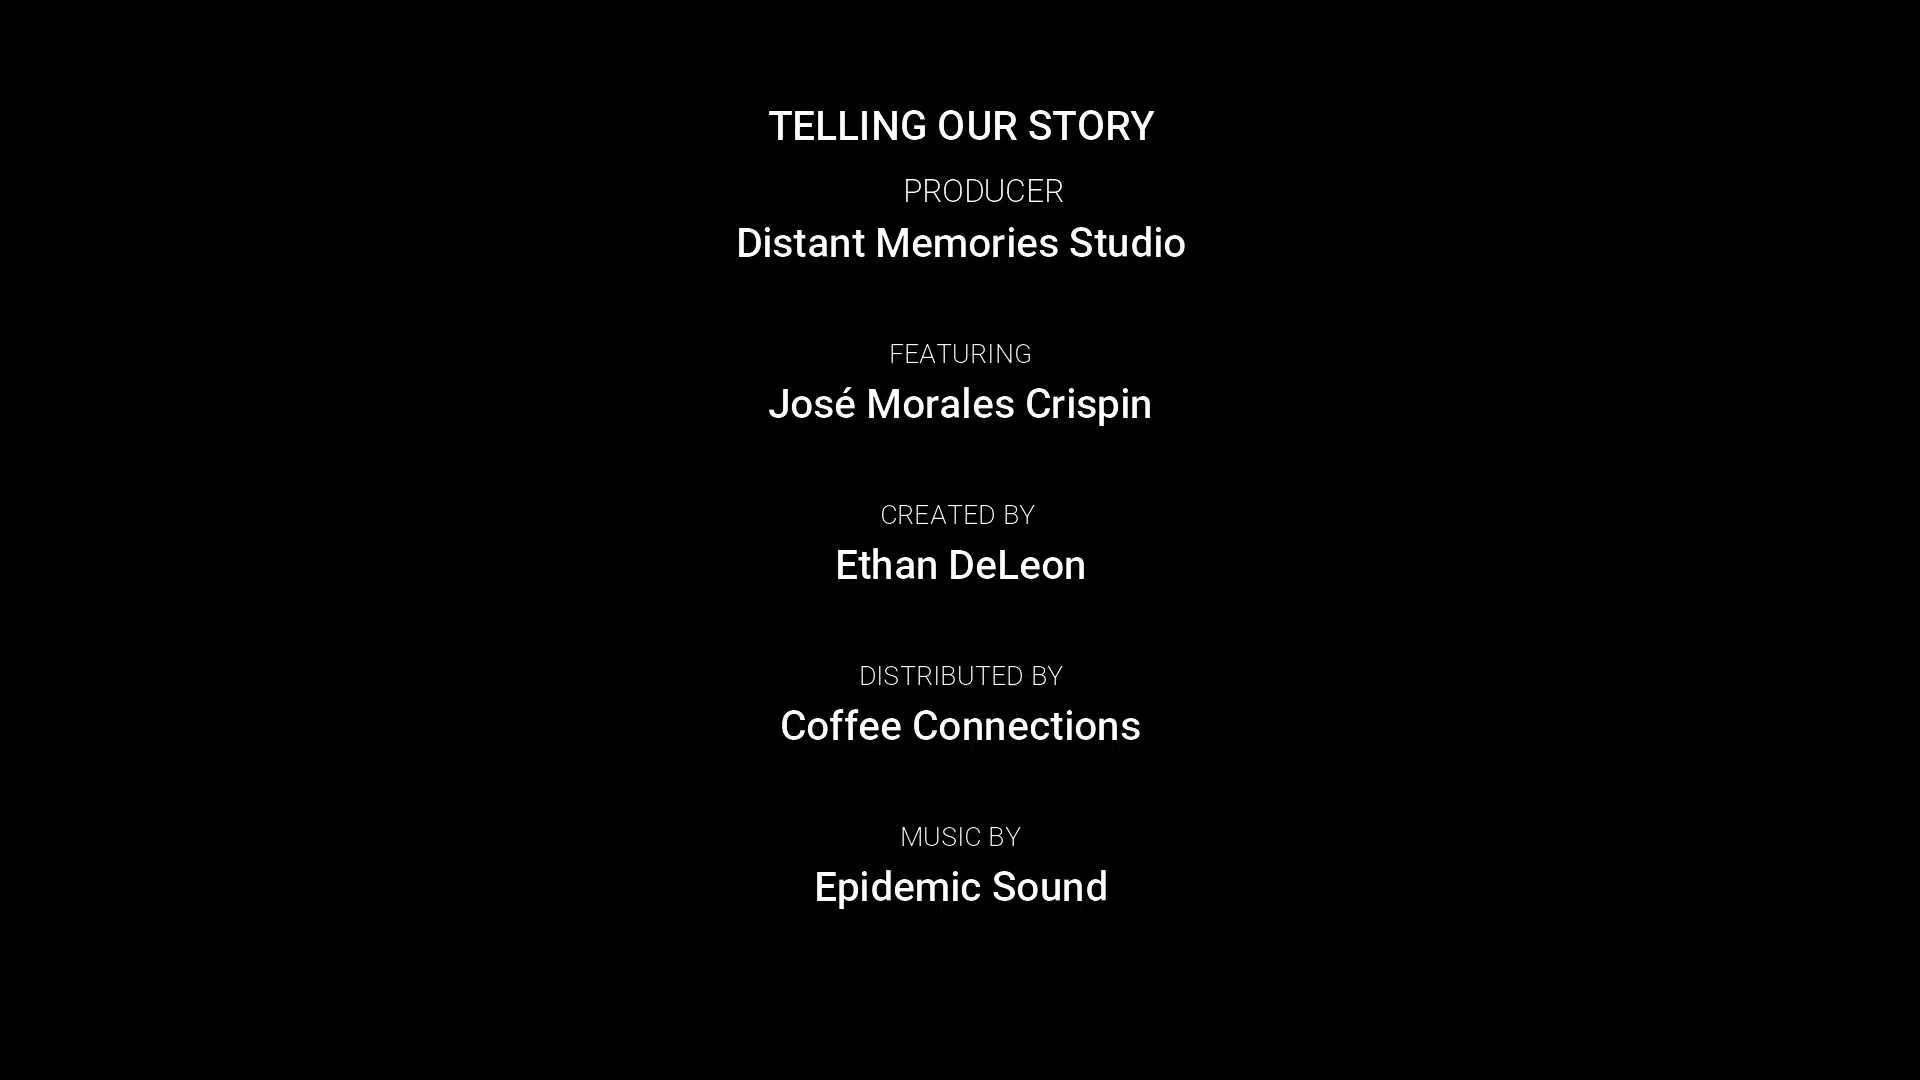 TELLING OUR STORY
PRODUCER
Distant Memories Studio
FEATURING
José Morales Crispin
CREATED BY
Ethan DeLeon
DISTRIBUTED BY
Coffee Connections
MUSIC BY
Epidemic Sound